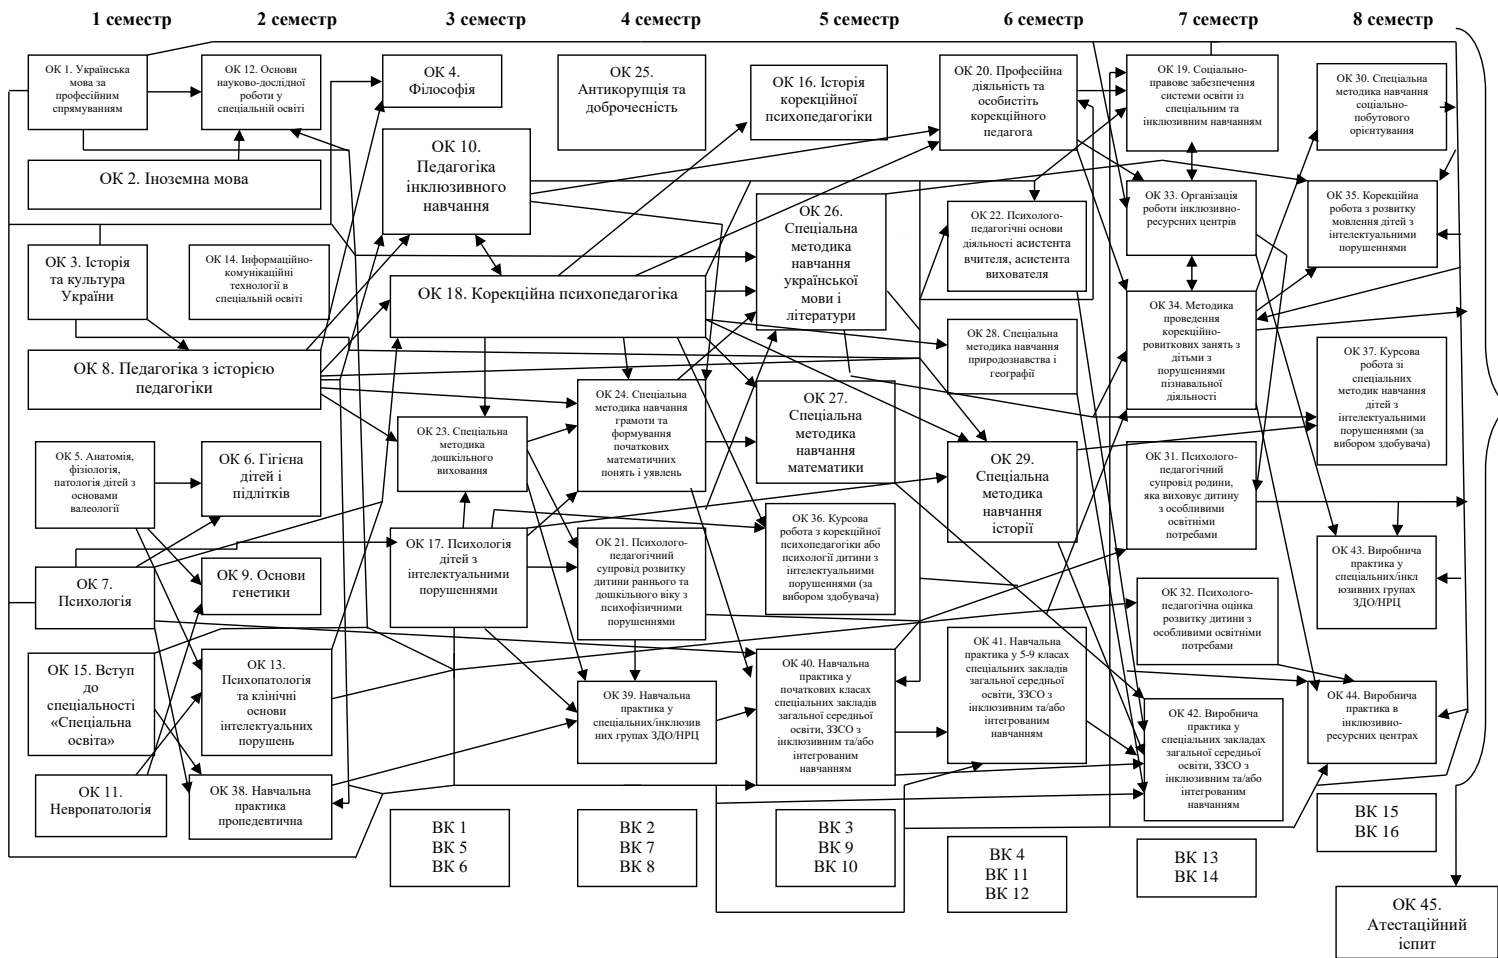 1 семестр
2 семестр
3 семестр
4 семестр
5 семестр
6 семестр
7 семестр
8 семестр
ОК 1. Українська
мова за
професійним
спрямуванням
ОК 2. Іноземна мова
ОК 3. Історія
та культура
України
ОК 8. Педагогіка з історією
педагогіки
ОК 5. Анатомія,
фізіологія,
патологія дітей з
основами
валеології
ОК 7.
Психологія
ОК 15. Вступ
до
спеціальності
«Спеціальна
освіта»
ОК 11.
Невропатологія
ОК 12. Основи
науково-дослідної
роботи у
спеціальній освіті
ОК 14. Інформаційно-
комунікаційні
технології в
спеціальній освіті
ОК 6. Гігієна
дітей і
підлітків
ОК 9. Основи
генетики
ОК 13.
Психопатологія
та клінічні
основи
інтелектуальних
порушень
ОК 38. Навчальна
практика
пропедевтична
ОК 4.
Філософія
ОК 10.
Педагогіка
інклюзивного
навчання
ОК 18. Корекційна психопедагогіка
ОК 23. Спеціальна
методика
дошкільного
виховання
ОК 17. Психологія
дітей з
інтелектуальними
порушеннями
ВК 1
ВК 5
ВК 6
ОК 25.
Антикорупція та
доброчесність
ОК 24. Спеціальна
методика навчання
грамоти та
формування
початкових
математичних
понять і уявлень
ОК 21. Психолого-
педагогічний
супровід розвитку
дитини раннього та
дошкільного віку з
психофізичними
порушеннями
ОК 39. Навчальна
практика у
спеціальних/інклюзив
них групах ЗДО/НРЦ
ВК 2
ВК 7
ВК 8
ОК 16. Історія
корекційної
психопедагогіки
ОК 26.
Спеціальна
методика
навчання
української
мови і
літератури
ОК 27.
Спеціальна
методика
навчання
математики
ОК 36. Курсова
робота з корекційної
психопедагогіки або
психології дитини з
інтелектуальними
порушеннями (за
вибором здобувача)
ОК 40. Навчальна
практика у
початкових класах
спеціальних закладів
загальної середньої
освіти, ЗЗСО з
інклюзивним та/або
інтегрованим
навчанням
ВК 3
ВК 9
ВК 10
ОК 20. Професійна
діяльність та
особистіть
корекційного
педагога
ОК 22. Психолого-
педагогічні основи
діяльності асистента
вчителя, асистента
вихователя
ОК 28. Спеціальна
методика навчання
природознавства і
географії
ОК 29.
Спеціальна
методика
навчання
історії
ОК 41. Навчальна
практика у 5-9 класах
спеціальних закладів
загальної середньої
освіти, ЗЗСО з
інклюзивним та/або
інтегрованим
навчанням
ВК 4
ВК 11
ВК 12
ОК 19. Соціально-
правове забезпечення
системи освіти із
спеціальним та
інклюзивним навчанням
ОК 33. Організація
роботи інклюзивно-
ресурсних центрів
ОК 34. Методика
проведення
корекційно-
ровиткових занять з
дітьми з
порушеннями
пізнавальної
діяльності
ОК 31. Психолого-
педагогічний
супровід родини,
яка виховує дитину
з особливими
освітніми
потребами
ОК 32. Психолого-
педагогічна оцінка
розвитку дитини з
особливими освітніми
потребами
ОК 42. Виробнича
практика у
спеціальних закладах
загальної середньої
освіти, ЗЗСО з
інклюзивним та/або
інтегрованим
навчанням
ВК 13
ВК 14
ОК 30. Спеціальна
методика навчання
соціально-
побутового
орієнтування
ОК 35. Корекційна
робота з розвитку
мовлення дітей з
інтелектуальними
порушеннями
ОК 37. Курсова
робота зі
спеціальних
методик навчання
дітей з
інтелектуальними
порушеннями (за
вибором здобувача)
ОК 43. Виробнича
практика у
спеціальних/інкл
юзивних групах
ЗДО/НРЦ
ОК 44. Виробнича
практика в
інклюзивно-
ресурсних центрах
ВК 15
ВК 16
ОК 45.
Атестаційний
іспит